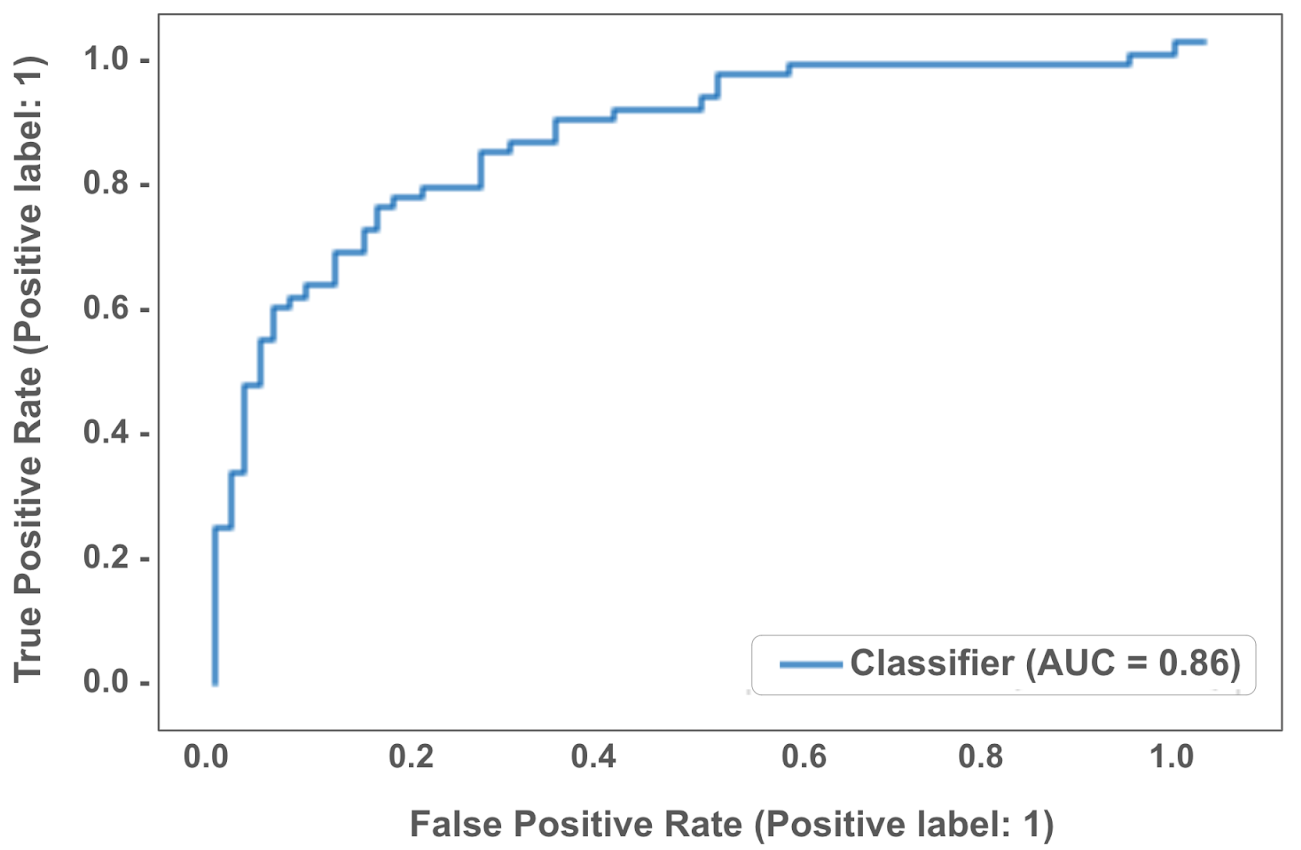 True Positive Rate (Positive label: 1)
1.0 -
0.8 -
0.6 -
0.4 -
0.2 -
0.0 -
Classifier (AUC = 0.86)
0.0 0.2 0.4 0.6 0.8 1.0
False Positive Rate (Positive label: 1)